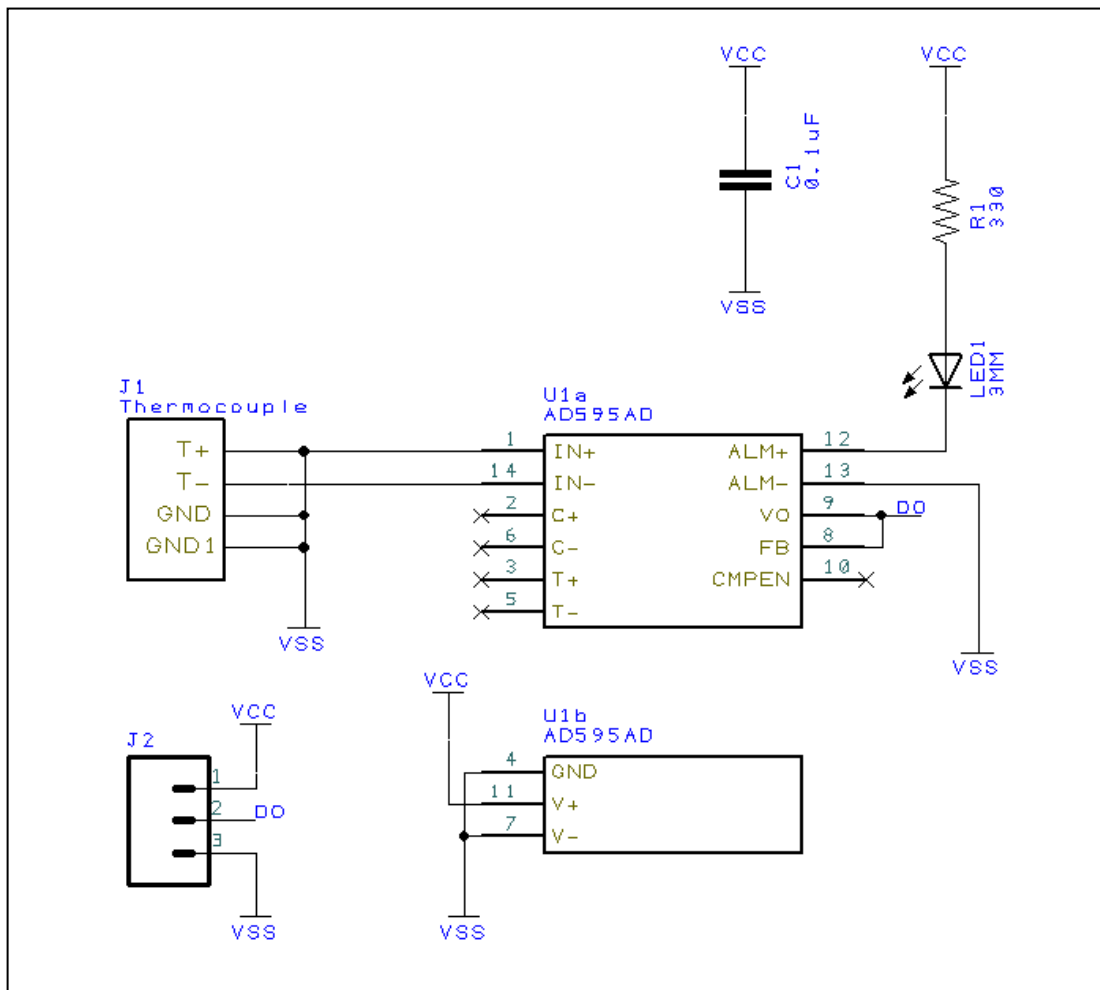 VCC
VCC
C1
0.1uF
R1
330
VSS
LED1
3MM
J1
Thermocouple
T+
T-
GND
GND1
VSS
U1a
AD595AD
1
IN+
14
IN-
2
C+
6
C-
3
T+
5
T-
ALM+
12
ALM-
13
VO
9
DO
FB
8
CMPEN
10
VSS
VCC
J2
1
2
DO
3
VSS
VCC
U1b
AD595AD
4
GND
11
V+
7
V-
VSS